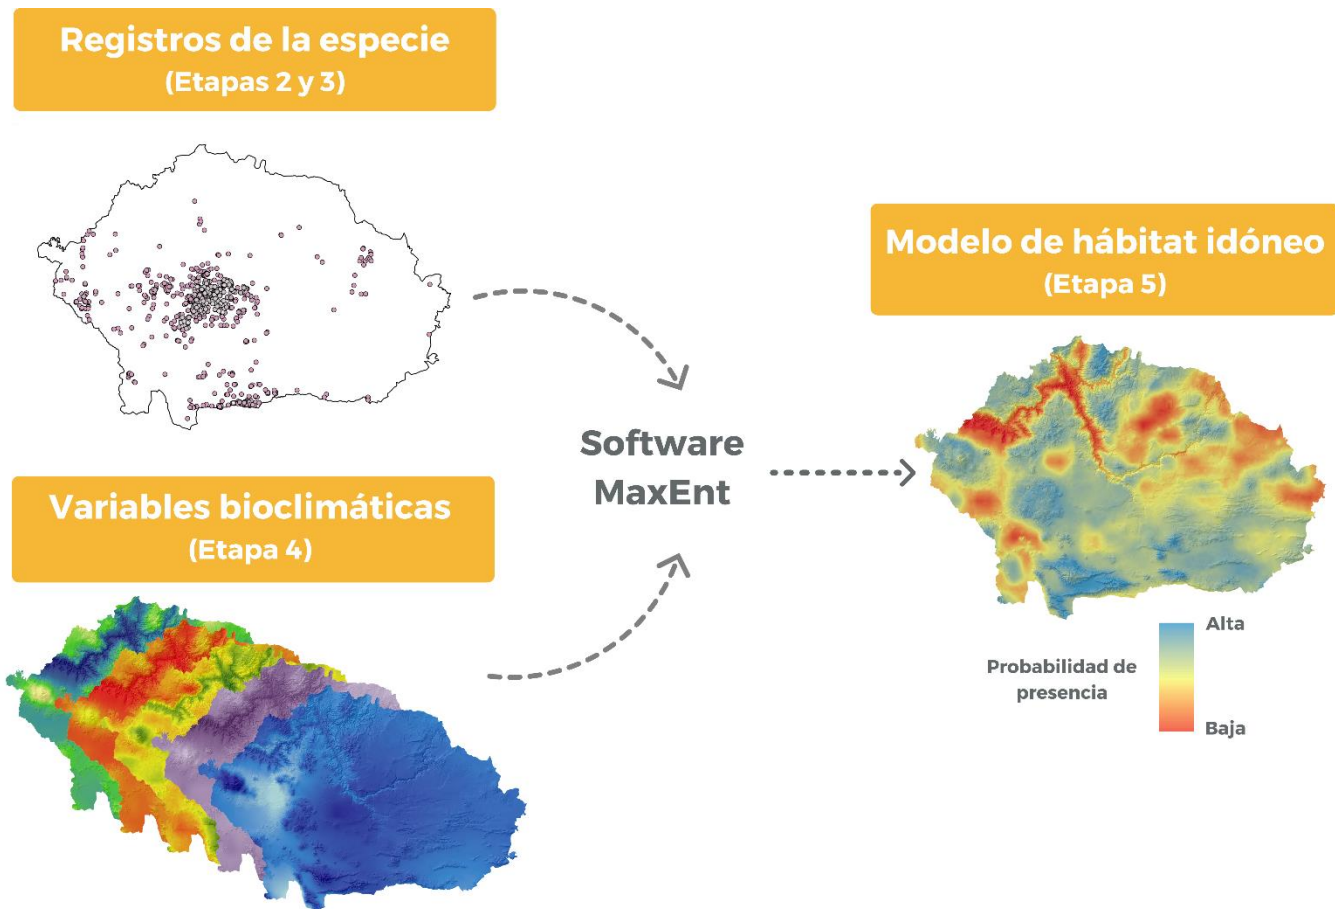 Registros de la especie
(Etapas 2 y 3)
Variables bioclimáticas
(Etapa 4)
Software
MaxEnt
Modelo de hábitat idóneo
(Etapa 5)
Probabilidad de
presencia
Alta
Baja